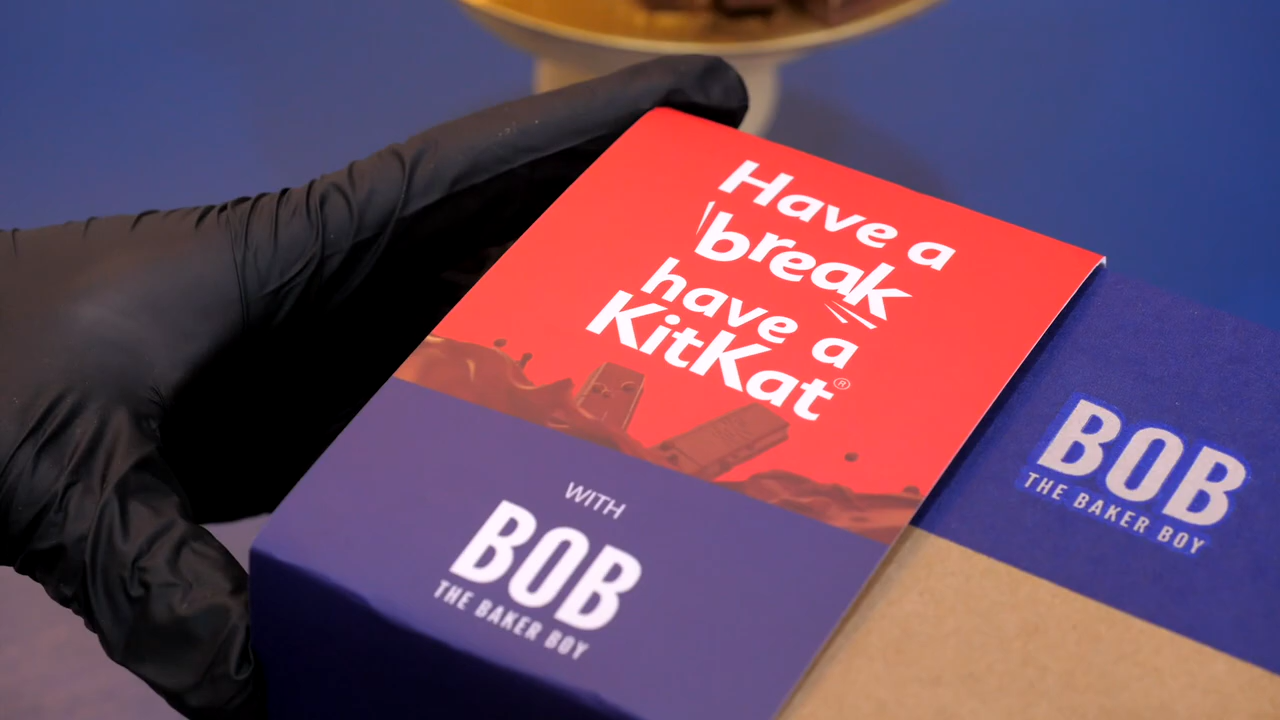 Have a
break
have a
KitKat®
WITH
BOB
THE BAKER BOY
BOB
THE BAKER BOY